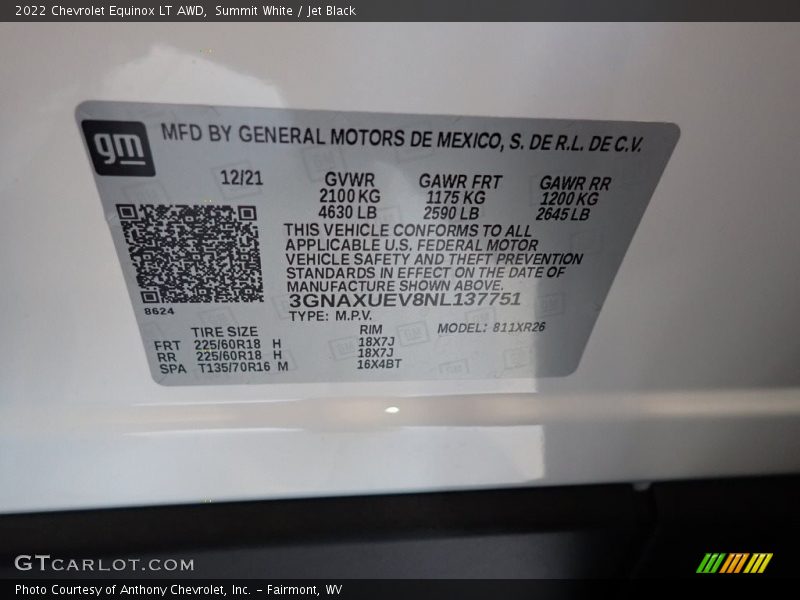 2022 Chevrolet Equinox LT AWD, Summit White / Jet Black
gm
MFD BY GENERAL MOTORS DE MEXICO, S. DE R.L. DE C.V.
12/21
GVWR GAWR FRT GAWR RR
2100 KG 1175 KG 1200 KG
4630 LB 2590 LB 2645 LB
THIS VEHICLE CONFORMS TO ALL
APPLICABLE U.S. FEDERAL MOTOR
VEHICLE SAFETY AND THEFT PREVENTION
STANDARDS IN EFFECT ON THE DATE OF
MANUFACTURE SHOWN ABOVE.
3GNAXUEV8NL137751
8624
TYPE: M.P.V.
TIRE SIZE RIM MODEL: 811XR26
FRT 225/60R18 H 18X7J
RR 225/60R18 H 18X7J
SPA T135/70R16 M 16X4BT
GTCARLOT.COM
Photo Courtesy of Anthony Chevrolet, Inc. – Fairmont, WV